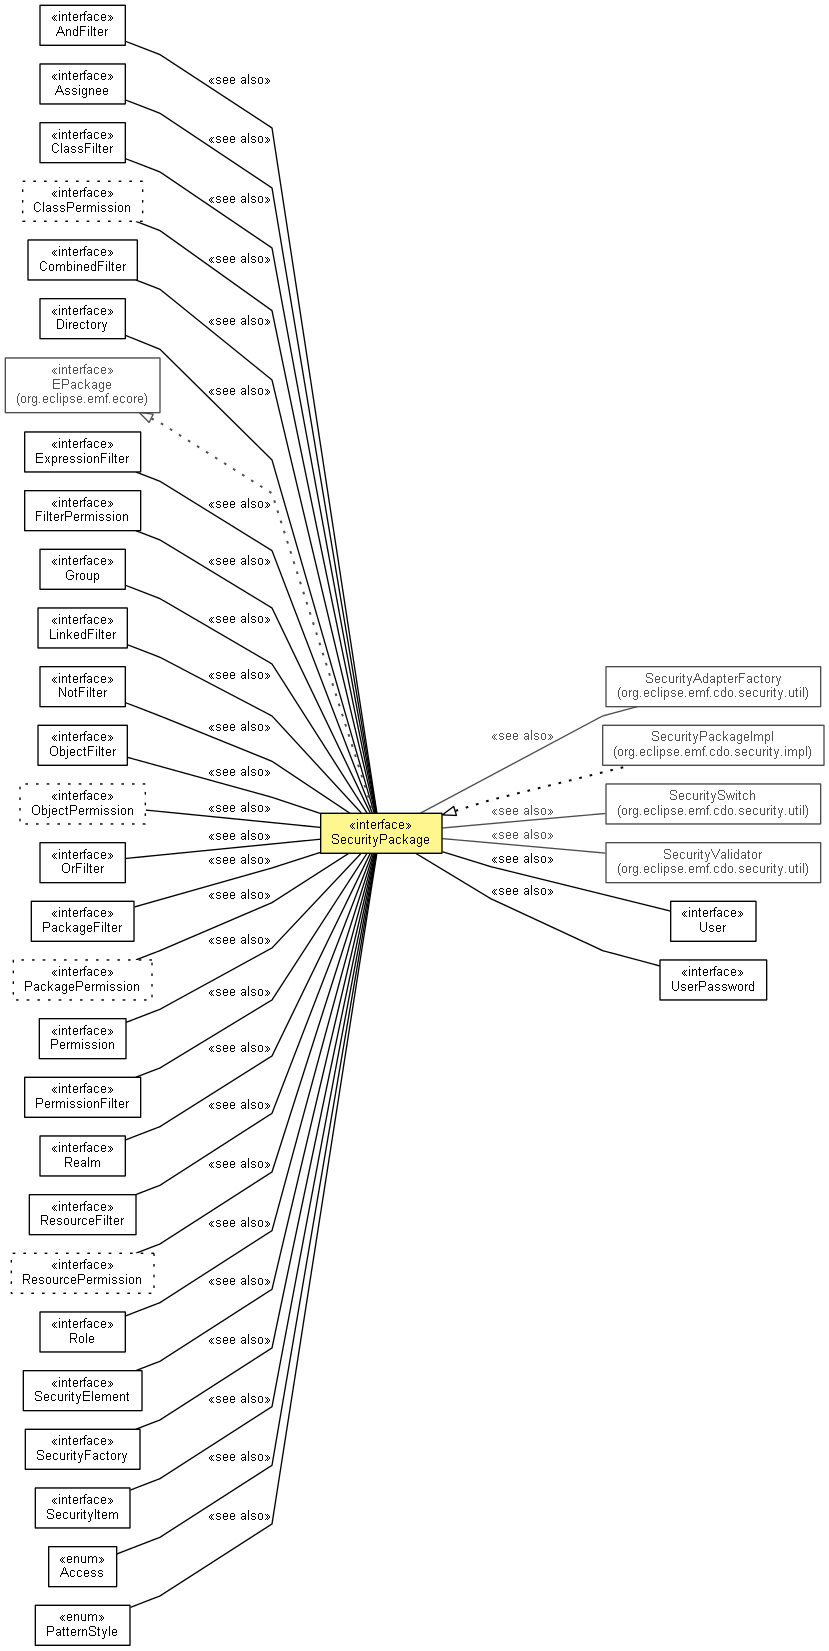 «interface»
AndFilter
«see also»
«interface»
Assignee
«see also»
«interface»
ClassFilter
«see also»
«interface»
ClassPermission
«see also»
«interface»
CombinedFilter
«see also»
«interface»
Directory
«see also»
«interface»
EPackage
(org.eclipse.emf.ecore)
«interface»
ExpressionFilter
«see also»
«interface»
FilterPermission
«see also»
«interface»
Group
«see also»
«interface»
LinkedFilter
«see also»
«interface»
NotFilter
«see also»
«interface»
ObjectFilter
«see also»
«interface»
ObjectPermission
«see also»
«interface»
OrFilter
«see also»
«interface»
PackageFilter
«see also»
«interface»
PackagePermission
«see also»
«interface»
Permission
«see also»
«interface»
PermissionFilter
«see also»
«interface»
Realm
«see also»
«interface»
ResourceFilter
«see also»
«interface»
ResourcePermission
«see also»
«interface»
Role
«see also»
«interface»
SecurityElement
«see also»
«interface»
SecurityFactory
«see also»
«interface»
SecurityItem
«see also»
«enum»
Access
«see also»
«enum»
PatternStyle
«see also»
«interface»
SecurityPackage
«see also»
SecurityAdapterFactory
(org.eclipse.emf.cdo.security.util)
SecurityPackageImpl
(org.eclipse.emf.cdo.security.impl)
«see also»
SecuritySwitch
(org.eclipse.emf.cdo.security.util)
«see also»
SecurityValidator
(org.eclipse.emf.cdo.security.util)
«see also»
«interface»
User
«see also»
«interface»
UserPassword